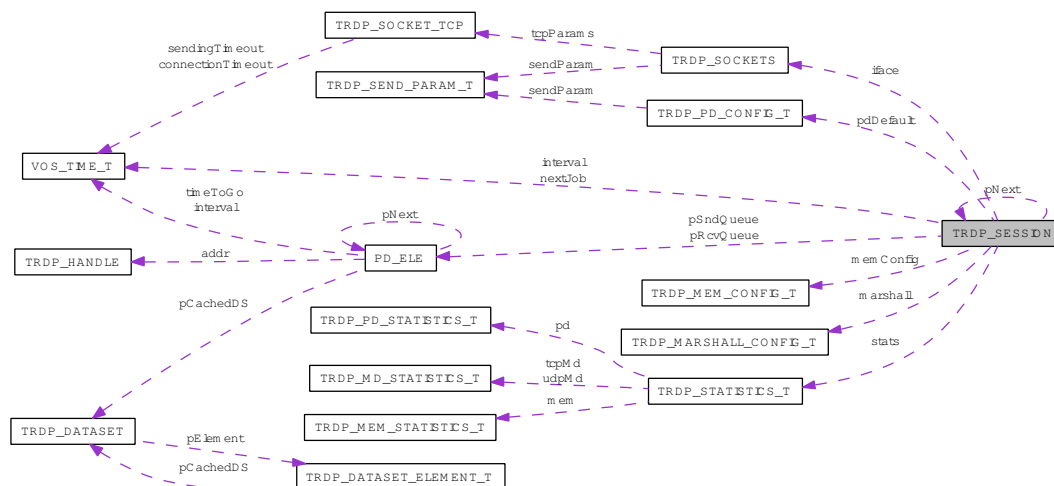 TRDP_SOCKET_TCP
tcpParams
sendingTimeout
connectionTimeout
TRDP_SOCKETS
iface
sendParam
TRDP_SEND_PARAM_T
sendParam
TRDP_PD_CONFIG_T
pdDefault
VOS_TIME_T
interval
nextJob
timeToGo
interval
pNext
pNext
pSndQueue
pRcvQueue
TRDP_SESSION
TRDP_HANDLE
addr
PD_ELE
memConfig
TRDP_MEM_CONFIG_T
marshall
pCachedDS
TRDP_PD_STATISTICS_T
pd
TRDP_MARSHALL_CONFIG_T
stats
tcpMd
udpMd
TRDP_MD_STATISTICS_T
TRDP_STATISTICS_T
mem
TRDP_MEM_STATISTICS_T
TRDP_DATASET
pElement
pCachedDS
TRDP_DATASET_ELEMENT_T